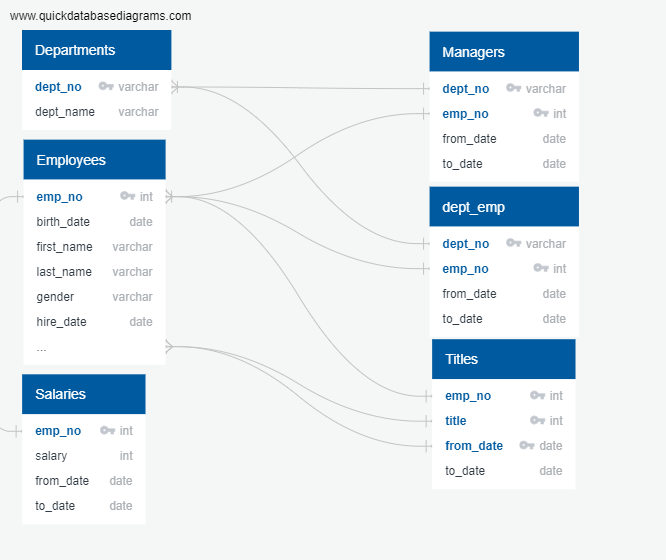 www.quickdatabasediagrams.com
Departments
dept_no varchar
dept_name varchar
Employees
emp_no int
birth_date date
first_name varchar
last_name varchar
gender varchar
hire_date date
...
Salaries
emp_no int
salary int
from_date date
to_date date
Managers
dept_no varchar
emp_no int
from_date date
to_date date
dept_emp
dept_no varchar
emp_no int
from_date date
to_date date
Titles
emp_no int
title int
from_date date
to_date date